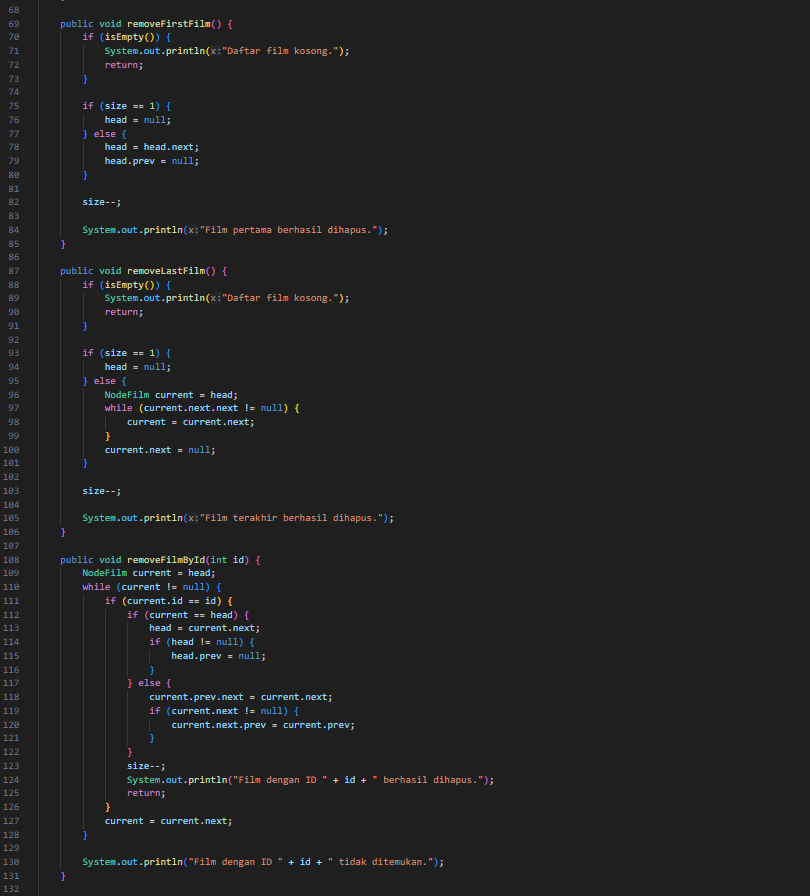 68
69 public void removeFirstFilm() {
70 if (isEmpty()) {
71 System.out.println(x:"Daftar film kosong.");
72 return;
73 }
74
75 if (size == 1) {
76 head = null;
77 } else {
78 head = head.next;
79 head.prev = null;
80 }
81
82 size--;
83
84 System.out.println(x:"Film pertama berhasil dihapus.");
85 }
86
87 public void removeLastFilm() {
88 if (isEmpty()) {
89 System.out.println(x:"Daftar film kosong.");
90 return;
91 }
92
93 if (size == 1) {
94 head = null;
95 } else {
96 NodeFilm current = head;
97 while (current.next.next != null) {
98 current = current.next;
99 }
100 current.next = null;
101 }
102
103 size--;
104
105 System.out.println(x:"Film terakhir berhasil dihapus.");
106 }
107
108 public void removeFilmById(int id) {
109 NodeFilm current = head;
110 while (current != null) {
111 if (current.id == id) {
112 if (current == head) {
113 head = current.next;
114 if (head != null) {
115 head.prev = null;
116 }
117 } else {
118 current.prev.next = current.next;
119 if (current.next != null) {
120 current.next.prev = current.prev;
121 }
122 }
123 size--;
124 System.out.println("Film dengan ID " + id + " berhasil dihapus.");
125 return;
126 }
127 current = current.next;
128 }
129
130 System.out.println("Film dengan ID " + id + " tidak ditemukan.");
131 }
132